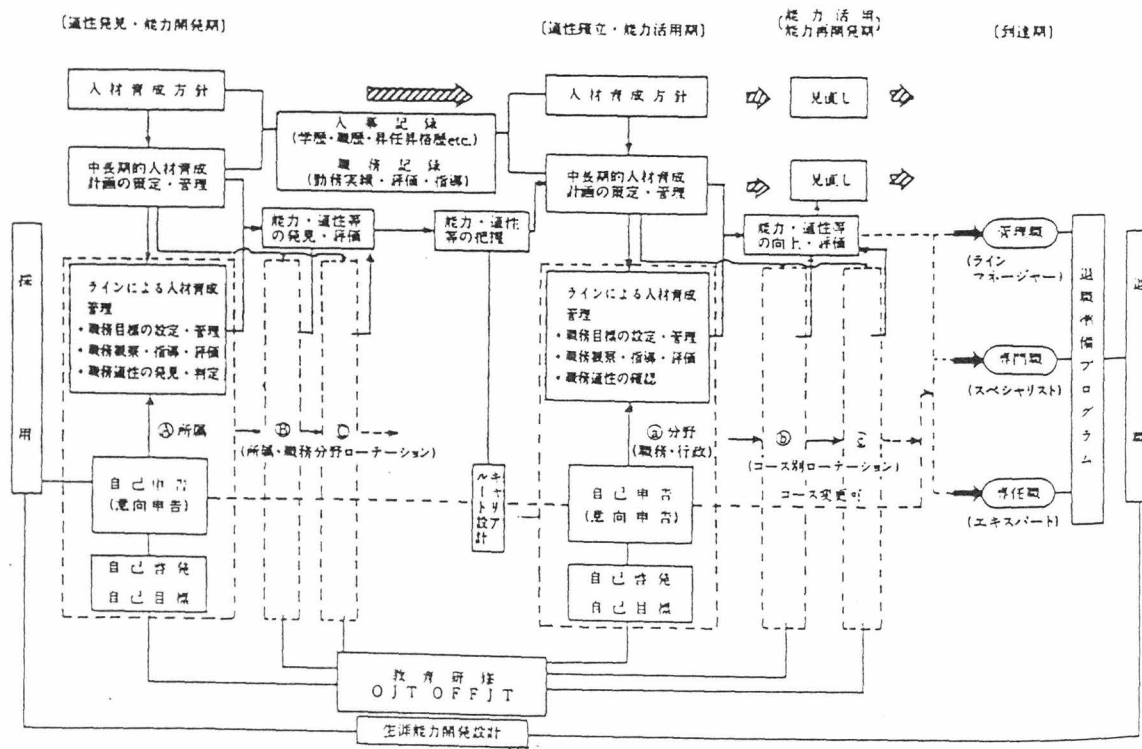 〔適性発見・能力開発期〕
〔適性確立・能力活用期〕
〔能力活用
能力再開発期〕
〔到達期〕
人材育成方針
人事記録
(学歴・職歴・昇任昇格歴etc.)
職務記録
(勤務実績・評価・指導)
人材育成方針
見直し
中長期的人材育成
計画の策定・管理
中長期的人材育成
計画の策定・管理
見直し
能力・適性等
の発見・評価
能力・適性
等の把握
能力・適性等
の向上・評価
採用
ラインによる人材育成
管理
・職務目標の設定・管理
・職務観察・指導・評価
・職務適性の発見・判定
ラインによる人材育成
管理
・職務目標の設定・管理
・職務観察・指導・評価
・職務適性の確認
管理職
(ライン
マネージャー)
専門職
(スペシャリスト)
専任職
(エキスパート)
退職準備プログラム
退職
Ⓐ所属
Ⓑ
Ⓒ
(所属・職務分野ローテーション)
ⓐ分野
(職務・行政)
ⓑ
ⓒ
(コース別ローテーション)
コース変更可
自己申告
(意向申告)
キャリア
ルート設計
自己申告
(意向申告)
自己啓発
自己目標
自己啓発
自己目標
教育研修
OJT OFFJT
生涯能力開発設計